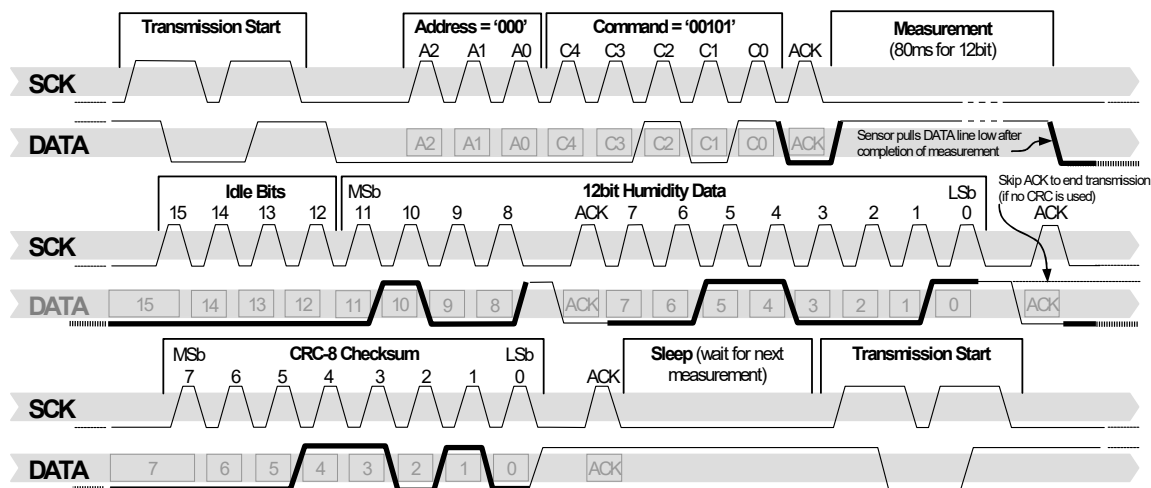 Transmission Start Address = ‘000’ Command = ‘00101’ Measurement
(80ms for 12bit)
A2 A1 A0 C4 C3 C2 C1 C0 ACK
SCK
DATA A2 A1 A0 C4 C3 C2 C1 C0 ACK
Sensor pulls DATA line low after
completion of measurement
Skip ACK to end transmission
(if no CRC is used)
Idle Bits MSb 12bit Humidity Data LSb
15 14 13 12 11 10 9 8 ACK 7 6 5 4 3 2 1 0 ACK
SCK
DATA 15 14 13 12 11 10 9 8 ACK 7 6 5 4 3 2 1 0 ACK
MSb CRC-8 Checksum LSb Sleep (wait for next
measurement)
Transmission Start
7 6 5 4 3 2 1 0 ACK
SCK
DATA 7 6 5 4 3 2 1 0 ACK